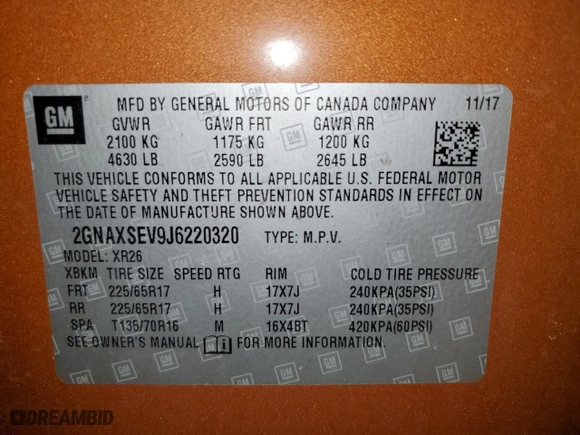 GM MFD BY GENERAL MOTORS OF CANADA COMPANY 11/17
GVWR GAWR FRT GAWR RR
2100 KG 1175 KG 1200 KG
4630 LB 2590 LB 2645 LB
THIS VEHICLE CONFORMS TO ALL APPLICABLE U.S. FEDERAL MOTOR
VEHICLE SAFETY AND THEFT PREVENTION STANDARDS IN EFFECT ON
THE DATE OF MANUFACTURE SHOWN ABOVE.
2GNAXSEV9J6220320 TYPE: M.P.V.
MODEL: XR26
XBKM TIRE SIZE SPEED RTG RIM COLD TIRE PRESSURE
FRT 225/65R17 H 17X7J 240KPA(35PSI)
RR 225/65R17 H 17X7J 240KPA(35PSI)
SPA T135/70R16 M 16X4BT 420KPA(60PSI)
SEE OWNER'S MANUAL FOR MORE INFORMATION.
DREAMBID